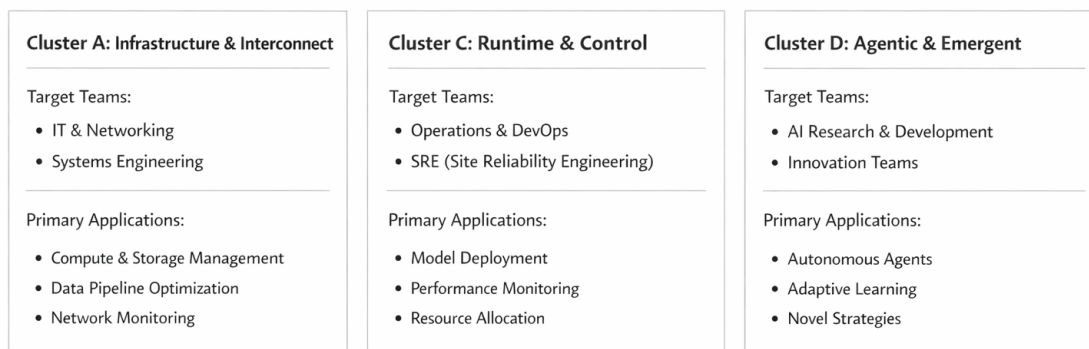 Cluster A: Infrastructure & Interconnect
Target Teams:
• IT & Networking
• Systems Engineering
Primary Applications:
• Compute & Storage Management
• Data Pipeline Optimization
• Network Monitoring
Cluster C: Runtime & Control
Target Teams:
• Operations & DevOps
• SRE (Site Reliability Engineering)
Primary Applications:
• Model Deployment
• Performance Monitoring
• Resource Allocation
Cluster D: Agentic & Emergent
Target Teams:
• AI Research & Development
• Innovation Teams
Primary Applications:
• Autonomous Agents
• Adaptive Learning
• Novel Strategies